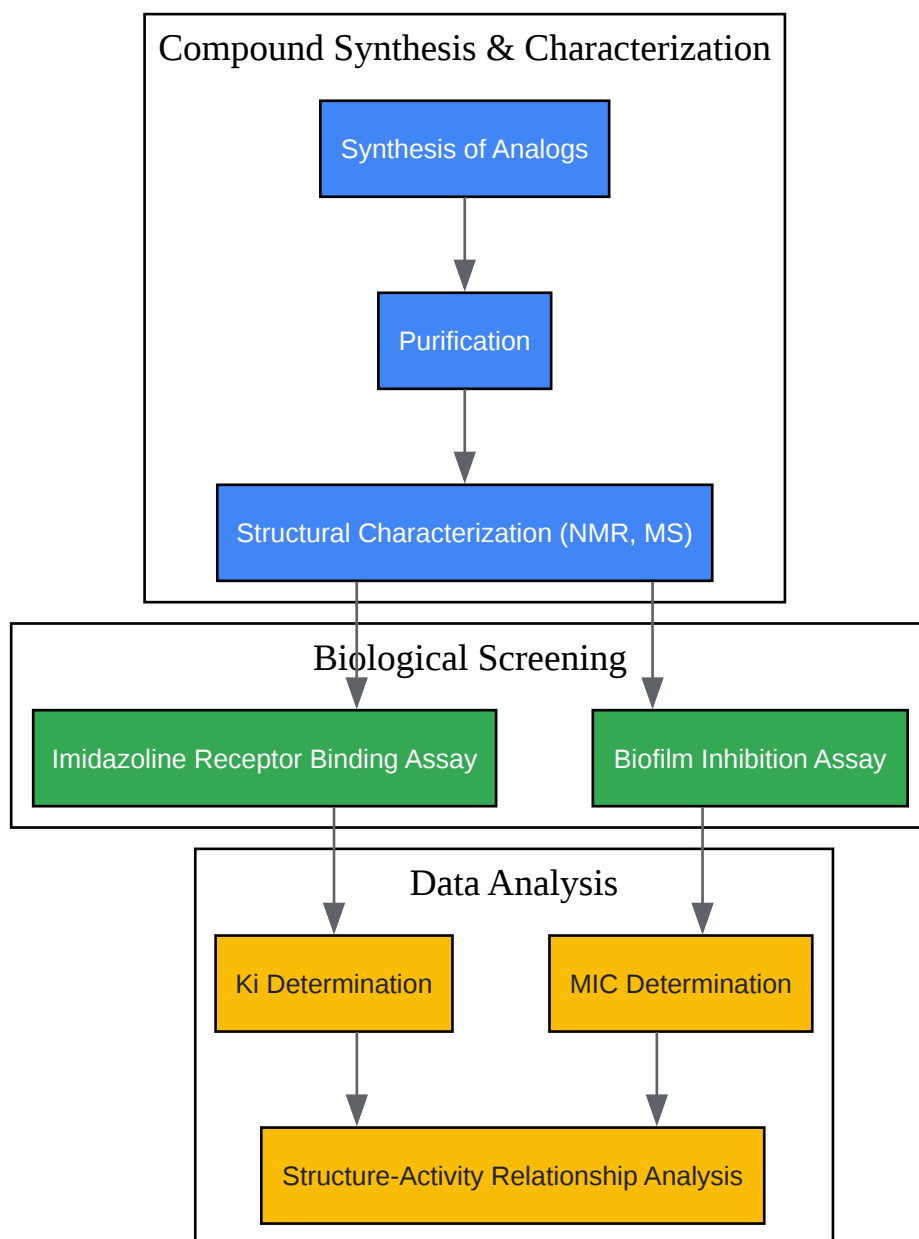 Compound Synthesis & Characterization
Synthesis of Analogs
Purification
Structural Characterization (NMR, MS)
Biological Screening
Imidazoline Receptor Binding Assay
Biofilm Inhibition Assay
Data Analysis
Ki Determination
MIC Determination
Structure-Activity Relationship Analysis